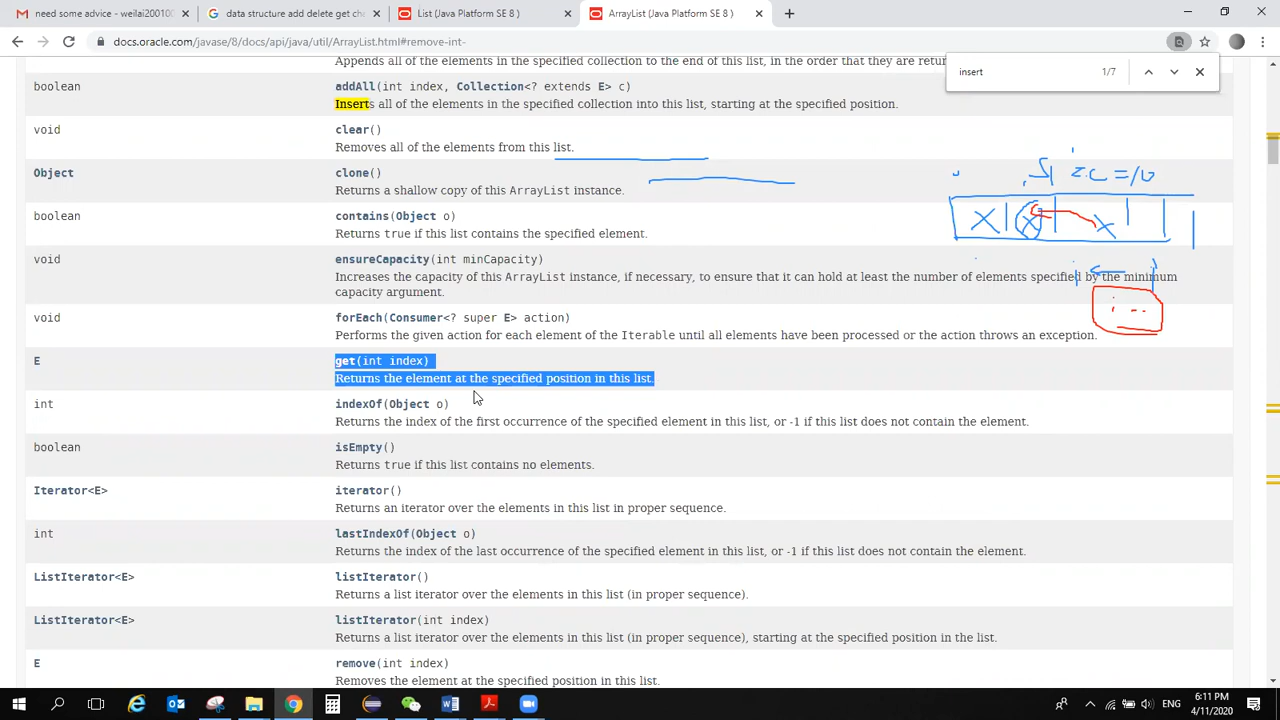 need some advice - weilai200100
data structure add delete get ch
List (Java Platform SE 8 )
ArrayList (Java Platform SE 8 )
docs.oracle.com/javase/8/docs/api/java/util/ArrayList.html#remove-int-
insert 1/7
Appends all of the elements in the specified collection to the end of this list, in the order that they are retu
boolean addAll(int index, Collection<? extends E> c)
Inserts all of the elements in the specified collection into this list, starting at the specified position.
void clear()
Removes all of the elements from this list.
Object clone()
Returns a shallow copy of this ArrayList instance.
boolean contains(Object o)
Returns true if this list contains the specified element.
void ensureCapacity(int minCapacity)
Increases the capacity of this ArrayList instance, if necessary, to ensure that it can hold at least the number of elements specified by the minimum
capacity argument.
void forEach(Consumer<? super E> action)
Performs the given action for each element of the Iterable until all elements have been processed or the action throws an exception.
E get(int index)
Returns the element at the specified position in this list.
int indexOf(Object o)
Returns the index of the first occurrence of the specified element in this list, or -1 if this list does not contain the element.
boolean isEmpty()
Returns true if this list contains no elements.
Iterator<E> iterator()
Returns an iterator over the elements in this list in proper sequence.
int lastIndexOf(Object o)
Returns the index of the last occurrence of the specified element in this list, or -1 if this list does not contain the element.
ListIterator<E> listIterator()
Returns a list iterator over the elements in this list (in proper sequence).
ListIterator<E> listIterator(int index)
Returns a list iterator over the elements in this list (in proper sequence), starting at the specified position in the list.
E remove(int index)
Removes the element at the specified position in this list.
X X X
ENG
6:11 PM
4/11/2020